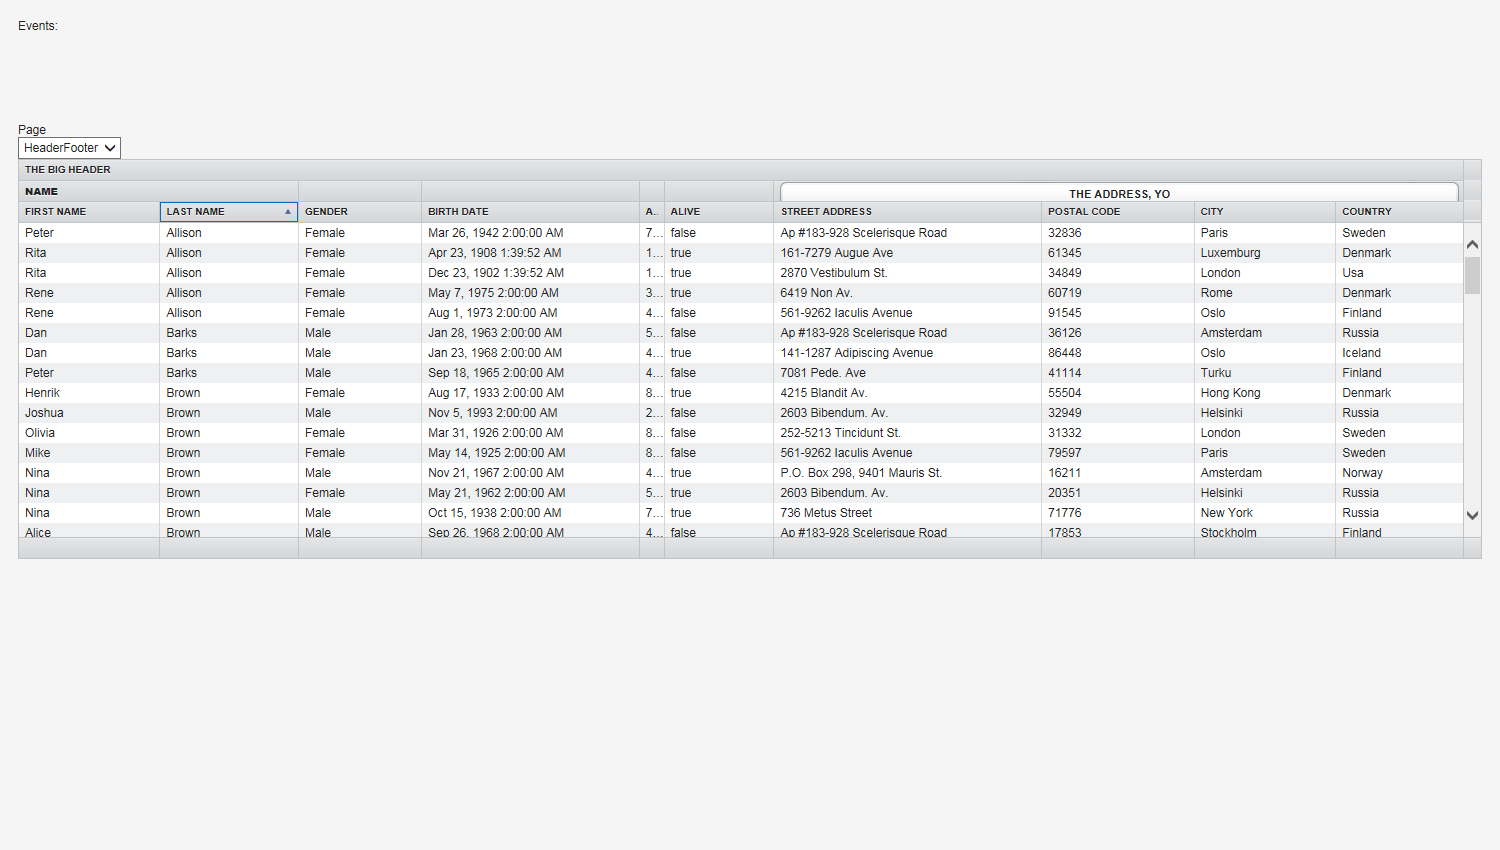 Events:
Page
HeaderFooter
THE BIG HEADER
NAME THE ADDRESS, YO
FIRST NAME LAST NAME GENDER BIRTH DATE A.. ALIVE STREET ADDRESS POSTAL CODE CITY COUNTRY
Peter Allison Female Mar 26, 1942 2:00:00 AM 7... false Ap #183-928 Scelerisque Road 32836 Paris Sweden
Rita Allison Female Apr 23, 1908 1:39:52 AM 1... true 161-7279 Augue Ave 61345 Luxemburg Denmark
Rita Allison Female Dec 23, 1902 1:39:52 AM 1... true 2870 Vestibulum St. 34849 London Usa
Rene Allison Female May 7, 1975 2:00:00 AM 3... true 6419 Non Av. 60719 Rome Denmark
Rene Allison Female Aug 1, 1973 2:00:00 AM 4... false 561-9262 Iaculis Avenue 91545 Oslo Finland
Dan Barks Male Jan 28, 1963 2:00:00 AM 5... false Ap #183-928 Scelerisque Road 36126 Amsterdam Russia
Dan Barks Male Jan 23, 1968 2:00:00 AM 4... true 141-1287 Adipiscing Avenue 86448 Oslo Iceland
Peter Barks Male Sep 18, 1965 2:00:00 AM 4... false 7081 Pede. Ave 41114 Turku Finland
Henrik Brown Female Aug 17, 1933 2:00:00 AM 8... true 4215 Blandit Av. 55504 Hong Kong Denmark
Joshua Brown Male Nov 5, 1993 2:00:00 AM 2... false 2603 Bibendum. Av. 32949 Helsinki Russia
Olivia Brown Female Mar 31, 1926 2:00:00 AM 8... false 252-5213 Tincidunt St. 31332 London Sweden
Mike Brown Female May 14, 1925 2:00:00 AM 8... false 561-9262 Iaculis Avenue 79597 Paris Sweden
Nina Brown Male Nov 21, 1967 2:00:00 AM 4... true P.O. Box 298, 9401 Mauris St. 16211 Amsterdam Norway
Nina Brown Female May 21, 1962 2:00:00 AM 5... true 2603 Bibendum. Av. 20351 Helsinki Russia
Nina Brown Male Oct 15, 1938 2:00:00 AM 7... true 736 Metus Street 71776 New York Russia
Alice Brown Male Sep 26, 1968 2:00:00 AM 4... false Ap #183-928 Scelerisque Road 17853 Stockholm Finland